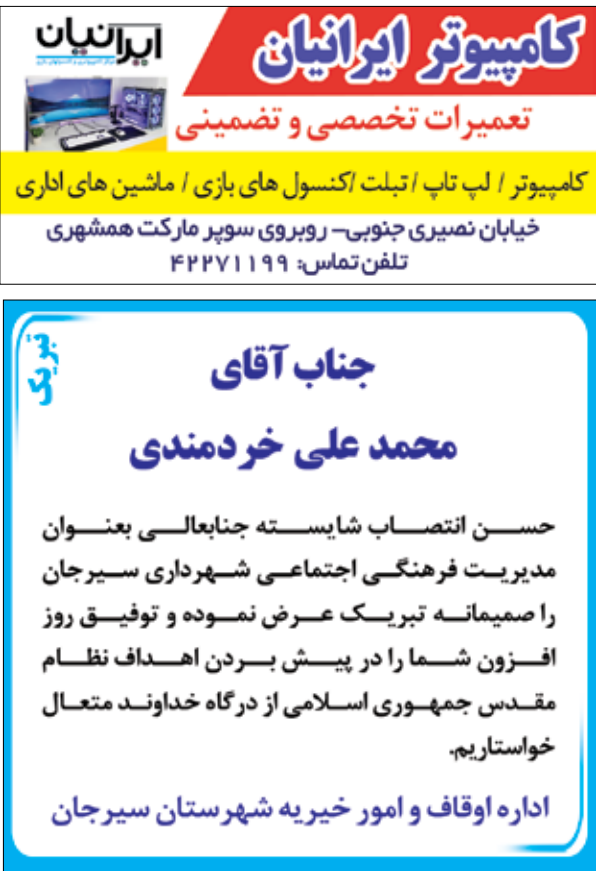 کامپیوتر ایرانیان
ایرانیان
تعمیرات تخصصی و تضمینی
کامپیوتر / لپ تاپ / تبلت /کنسول های بازی / ماشین های اداری
خیابان نصیری جنوبی- روبروی سوپر مارکت همشهری
تلفن تماس: ۴۲۲۷۱۱۹۹
تبریک
جناب آقای
محمد علی خردمندی
حسن انتصاب شایسته جنابعالی بعنوان
مدیریت فرهنگی اجتماعی شهرداری سیرجان
را صمیمانه تبریک عرض نموده و توفیق روز
افزون شما را در پیش بردن اهداف نظام
مقدس جمهوری اسلامی از درگاه خداوند متعال
خواستاریم.
اداره اوقاف و امور خیریه شهرستان سیرجان